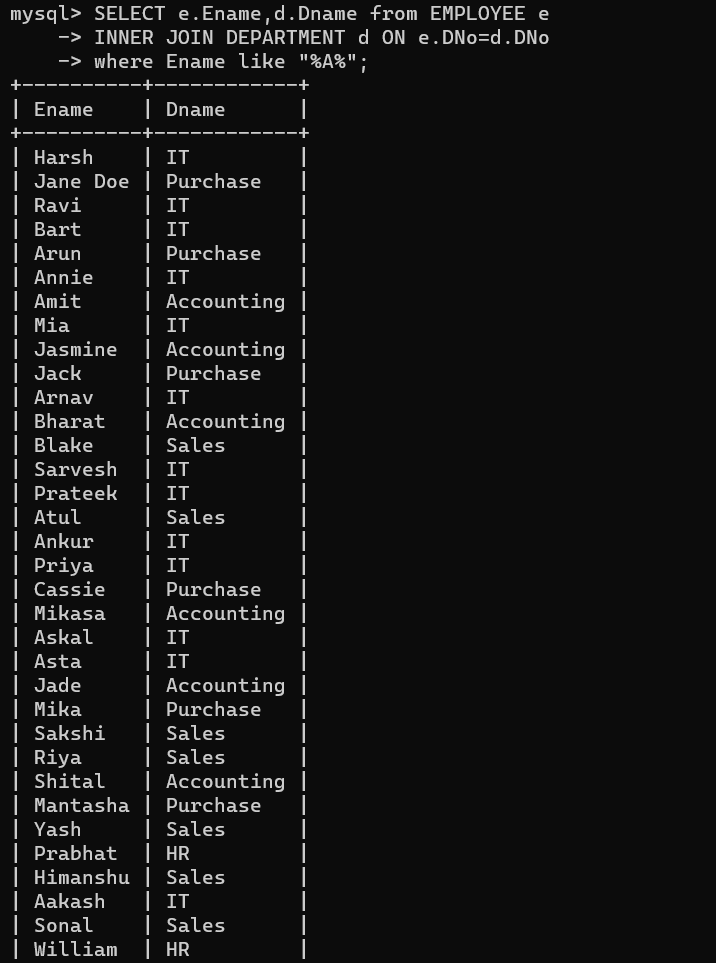 mysql> SELECT e.Ename,d.Dname from EMPLOYEE e
    -> INNER JOIN DEPARTMENT d ON e.DNo=d.DNo
    -> where Ename like "%A%";
+----------+------------+
| Ename    | Dname      |
+----------+------------+
| Harsh    | IT         |
| Jane Doe | Purchase   |
| Ravi     | IT         |
| Bart     | IT         |
| Arun     | Purchase   |
| Annie    | IT         |
| Amit     | Accounting |
| Mia      | IT         |
| Jasmine  | Accounting |
| Jack     | Purchase   |
| Arnav    | IT         |
| Bharat   | Accounting |
| Blake    | Sales      |
| Sarvesh  | IT         |
| Prateek  | IT         |
| Atul     | Sales      |
| Ankur    | IT         |
| Priya    | IT         |
| Cassie   | Purchase   |
| Mikasa   | Accounting |
| Askal    | IT         |
| Asta     | IT         |
| Jade     | Accounting |
| Mika     | Purchase   |
| Sakshi   | Sales      |
| Riya     | Sales      |
| Shital   | Accounting |
| Mantasha | Purchase   |
| Yash     | Sales      |
| Prabhat  | HR         |
| Himanshu | Sales      |
| Aakash   | IT         |
| Sonal    | Sales      |
| William  | HR         |